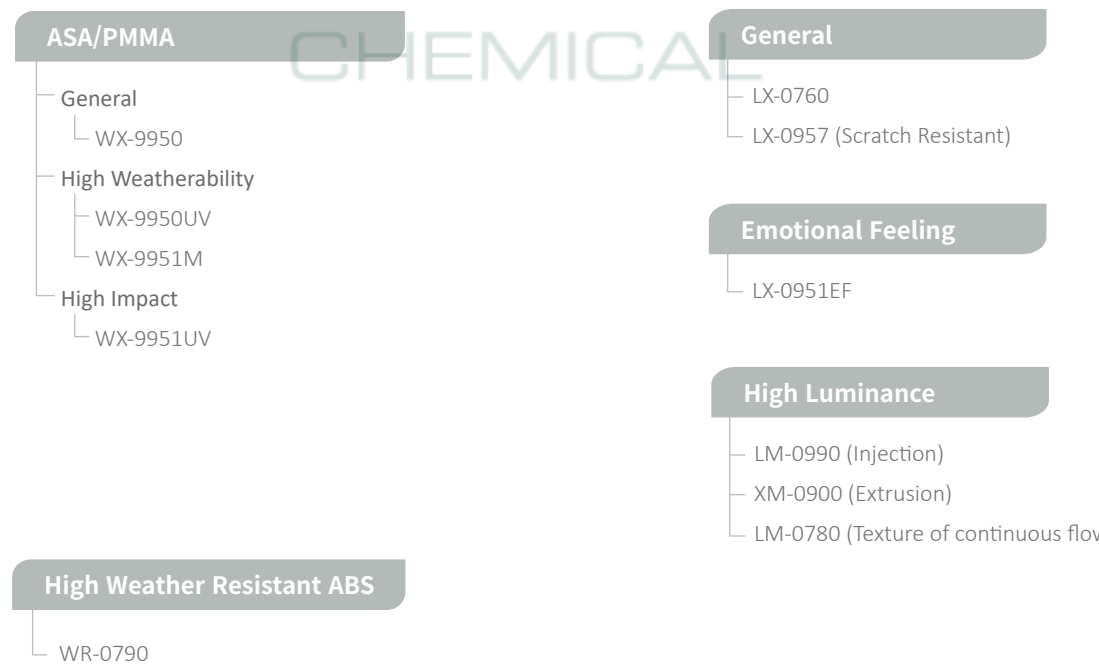 CHEMICAL
ASA/PMMA
General
WX-9950
High Weatherability
WX-9950UV
WX-9951M
High Impact
WX-9951UV
High Weather Resistant ABS
WR-0790
General
LX-0760
LX-0957 (Scratch Resistant)
Emotional Feeling
LX-0951EF
High Luminance
LM-0990 (Injection)
XM-0900 (Extrusion)
LM-0780 (Texture of continuous